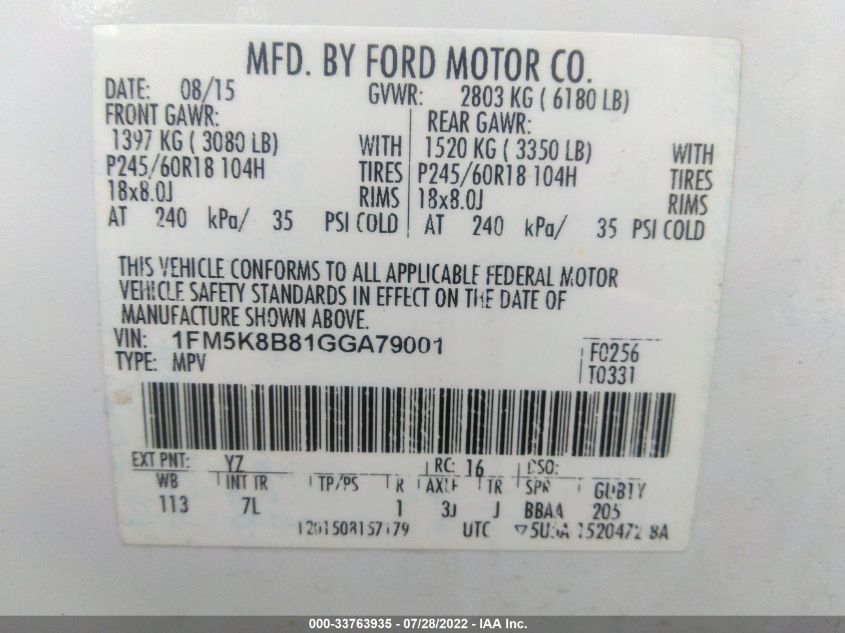 MFD. BY FORD MOTOR CO.
DATE: 08/15 GVWR: 2803 KG ( 6180 LB)
FRONT GAWR: REAR GAWR:
1397 KG ( 3080 LB) WITH 1520 KG ( 3350 LB) WITH
P245/60R18 104H TIRES P245/60R18 104H TIRES
18x8.0J RIMS 18x8.0J RIMS
AT 240 kPa/ 35 PSI COLD AT 240 kPa/ 35 PSI COLD
THIS VEHICLE CONFORMS TO ALL APPLICABLE FEDERAL MOTOR
VEHICLE SAFETY STANDARDS IN EFFECT ON THE DATE OF
MANUFACTURE SHOWN ABOVE.
VIN: 1FM5K8B81GGA79001 F0256
TYPE: MPV T0331
EXT PNT: YZ RC: 16 DSO:
WB INT TR TP/PS R AXLE TR SPR
113 7L 1 3J J BBAA 205
UTC
000-33763935 - 07/28/2022 - IAA Inc.